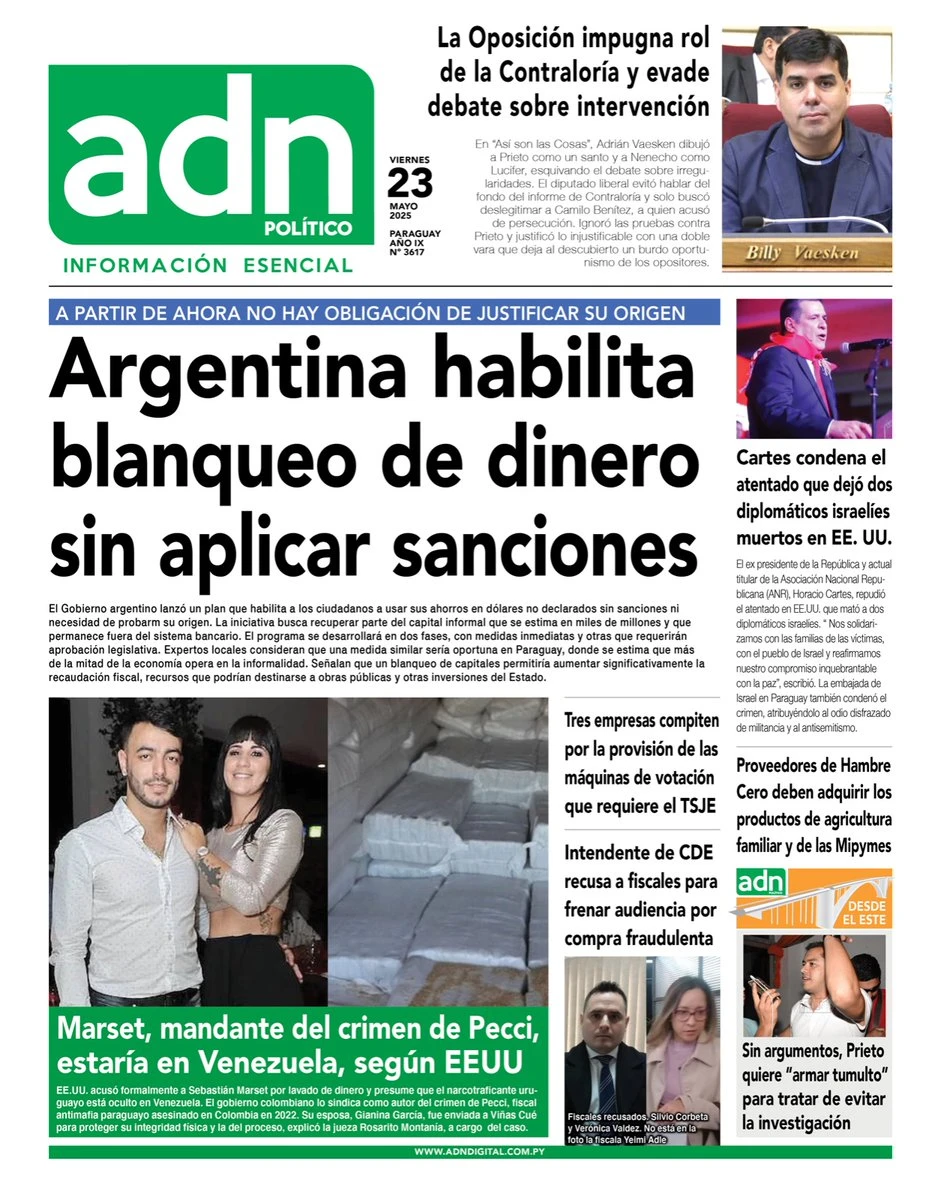 La Oposición impugna rol
de la Contraloría y evade
debate sobre intervención
adn
POLÍTICO
INFORMACIÓN ESENCIAL
VIERNES
23
MAYO
2025
PARAGUAY
AÑO IX
N° 3617
En “Así son las Cosas”, Adrián Vaesken dibujó
a Prieto como un santo y a Nenecho como
Lucifer, esquivando el debate sobre irregu-
laridades. El diputado liberal evitó hablar del
fondo del informe de Contraloría y solo buscó
deslegitimar a Camilo Benítez, a quien acusó
de persecución. Ignoró las pruebas contra
Prieto y justificó lo injustificable con una doble
vara que deja al descubierto un burdo oportu-
nismo de los opositores.
Billy Vaesken
A PARTIR DE AHORA NO HAY OBLIGACIÓN DE JUSTIFICAR SU ORIGEN
Argentina habilita
blanqueo de dinero
sin aplicar sanciones
El Gobierno argentino lanzó un plan que habilita a los ciudadanos a usar sus ahorros en dólares no declarados sin sanciones ni
necesidad de probarm su origen. La iniciativa busca recuperar parte del capital informal que se estima en miles de millones y que
permanece fuera del sistema bancario. El programa se desarrollará en dos fases, con medidas inmediatas y otras que requerirán
aprobación legislativa. Expertos locales consideran que una medida similar sería oportuna en Paraguay, donde se estima que más
de la mitad de la economía opera en la informalidad. Señalan que un blanqueo de capitales permitiría aumentar significativamente la
recaudación fiscal, recursos que podrían destinarse a obras públicas y otras inversiones del Estado.
Cartes condena el
atentado que dejó dos
diplomáticos israelíes
muertos en EE. UU.
El ex presidente de la República y actual
titular de la Asociación Nacional Repu-
blicana (ANR), Horacio Cartes, repudió
el atentado en EE.UU. que mató a dos
diplomáticos israelíes. “ Nos solidari-
zamos con las familias de las víctimas,
con el pueblo de Israel y reafirmamos
nuestro compromiso inquebrantable
con la paz”, escribió. La embajada de
Israel en Paraguay también condenó el
crimen, atribuyéndolo al odio disfrazado
de militancia y al antisemitismo.
Marset, mandante del crimen de Pecci,
estaría en Venezuela, según EEUU
EE.UU. acusó formalmente a Sebastián Marset por lavado de dinero y presume que el narcotraficante uru-
guayo está oculto en Venezuela. El gobierno colombiano lo sindica como autor del crimen de Pecci, fiscal
antimafia paraguayo asesinado en Colombia en 2022. Su esposa, Gianina García, fue enviada a Viñas Cué
para proteger su integridad física y la del proceso, explicó la jueza Rosarito Montanía, a cargo del caso.
Tres empresas compiten
por la provisión de las
máquinas de votación
que requiere el TSJE
Intendente de CDE
recusa a fiscales para
frenar audiencia por
compra fraudulenta
Fiscales recusados. Silvio Corbeta
y Verónica Valdez. No está en la
foto la fiscala Yeimi Adle
Proveedores de Hambre
Cero deben adquirir los
productos de agricultura
familiar y de las Mipymes
adn
POLÍTICO
DESDE
EL ESTE
Sin argumentos, Prieto
quiere “armar tumulto”
para tratar de evitar
la investigación
WWW.ADNDIGITAL.COM.PY